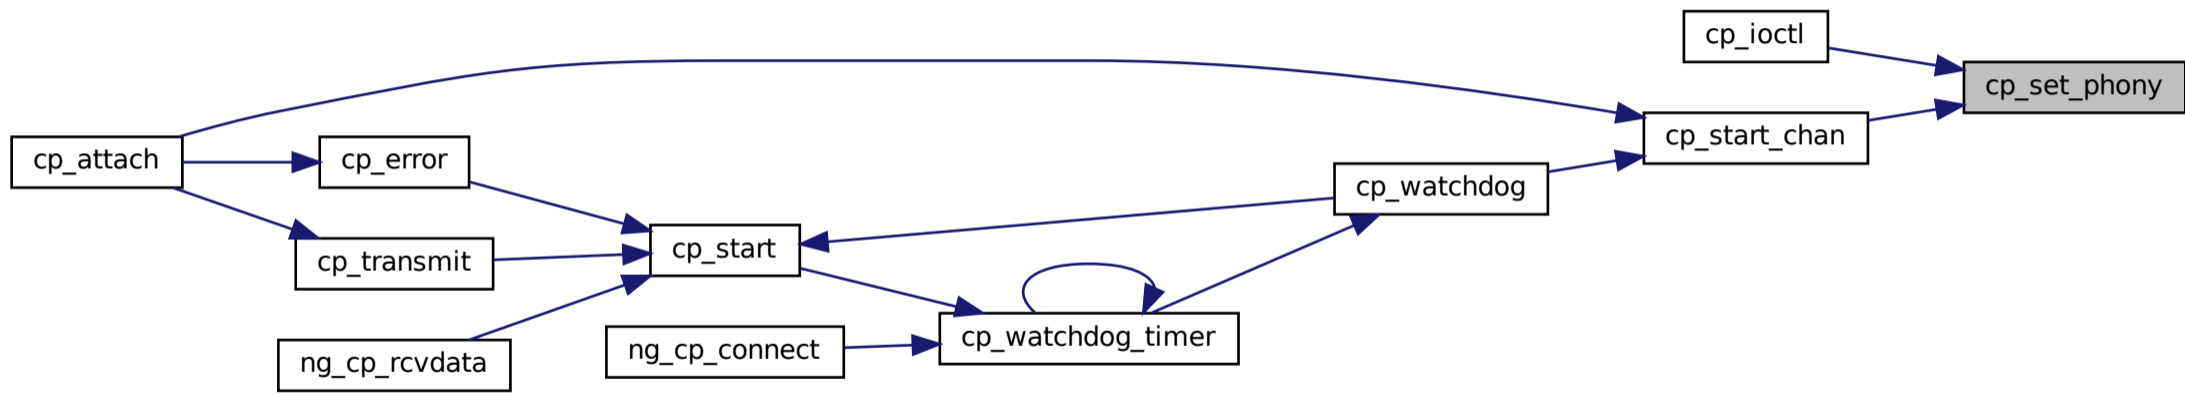 cp_ioctl
cp_set_phony
cp_start_chan
cp_attach
cp_error
cp_watchdog
cp_start
cp_transmit
cp_watchdog_timer
ng_cp_connect
ng_cp_rcvdata